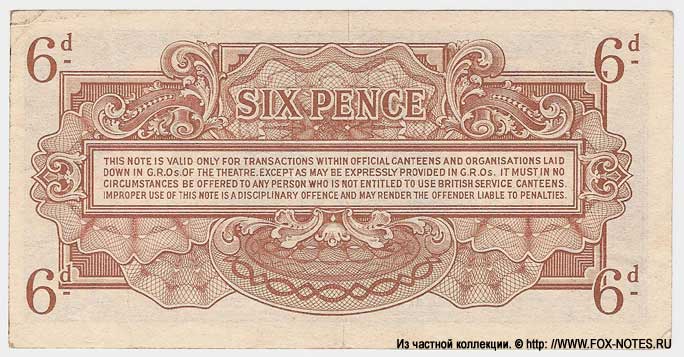 6d 6d
SIX PENCE
THIS NOTE IS VALID ONLY FOR TRANSACTIONS WITHIN OFFICIAL CANTEENS AND ORGANISATIONS LAID
DOWN IN G.R.Os. OF THE THEATRE, EXCEPT AS MAY BE EXPRESSLY PROVIDED IN G.R.Os. IT MUST IN NO
CIRCUMSTANCES BE OFFERED TO ANY PERSON WHO IS NOT ENTITLED TO USE BRITISH SERVICE CANTEENS.
IMPROPER USE OF THIS NOTE IS A DISCIPLINARY OFFENCE AND MAY RENDER THE OFFENDER LIABLE TO PENALTIES.
6d 6d
Из частной коллекции. © http: //WWW.FOX-NOTES.RU